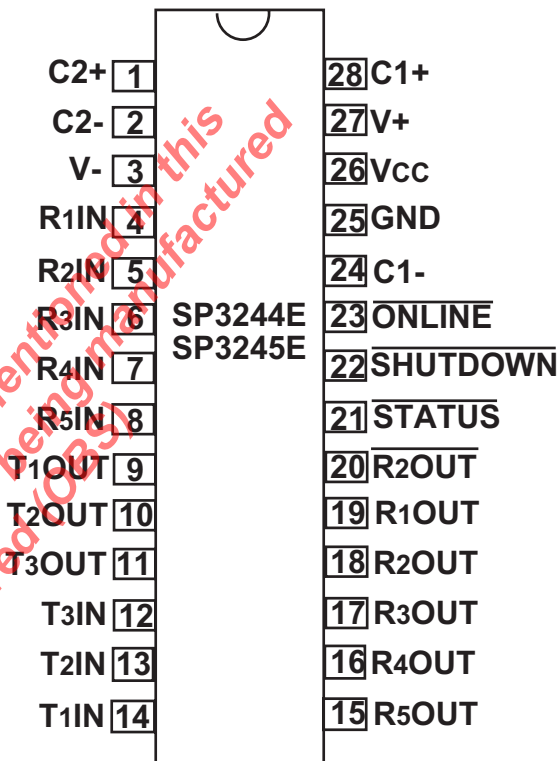 C2+ 1
C2- 2
V- 3
R1IN 4
R2IN 5
R3IN 6
R4IN 7
R5IN 8
T1OUT 9
T2OUT 10
T3OUT 11
T3IN 12
T2IN 13
T1IN 14
SP3244E
SP3245E
28 C1+
27 V+
26 VCC
25 GND
24 C1-
23 ONLINE
22 SHUTDOWN
21 STATUS
20 R2OUT
19 R1OUT
18 R2OUT
17 R3OUT
16 R4OUT
15 R5OUT
in this
being manufactured
(OBS)